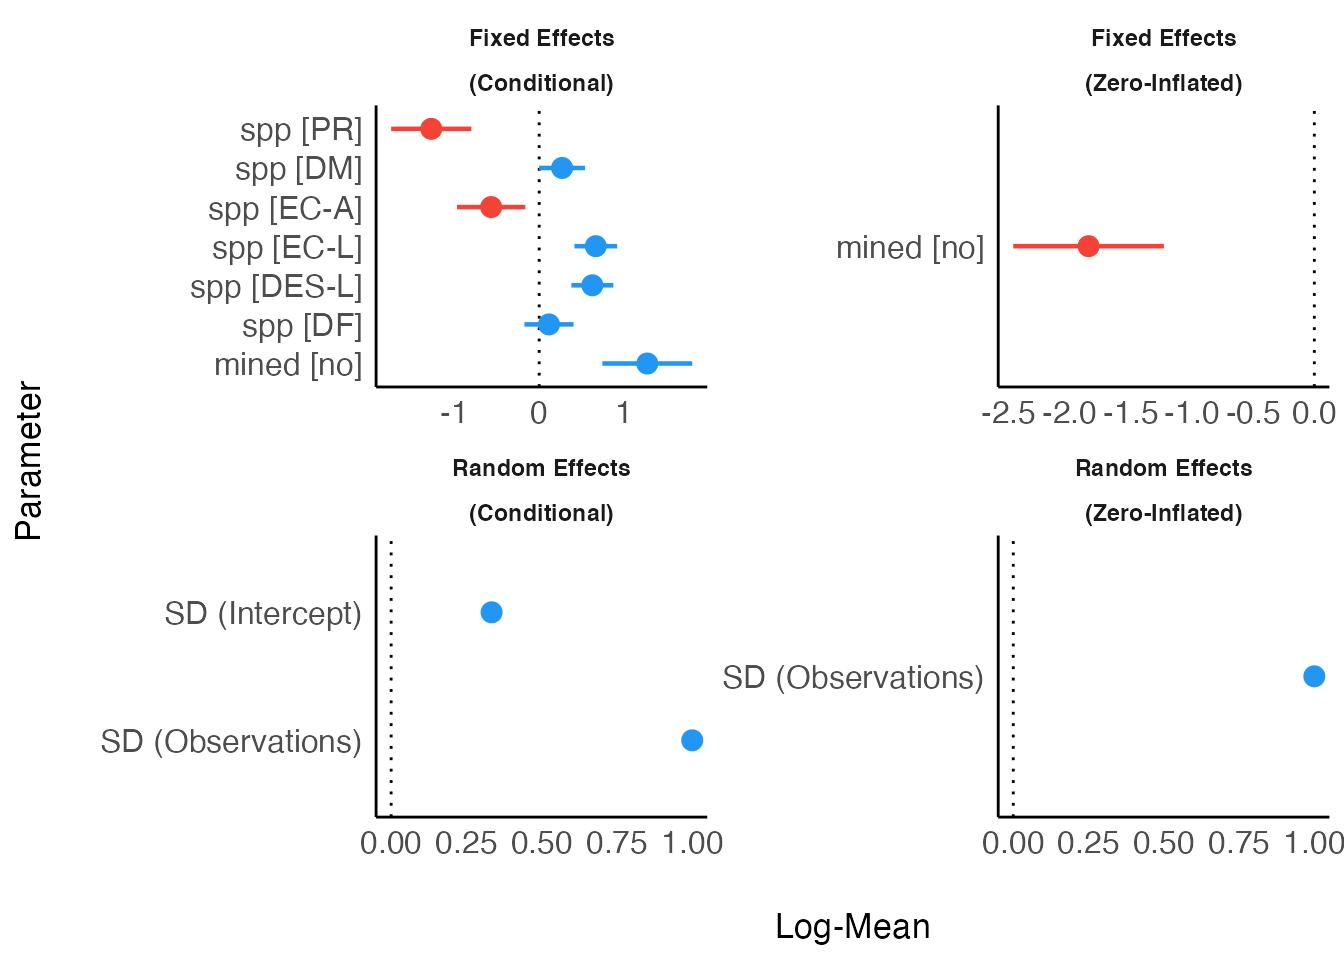 Fixed Effects
(Conditional)
spp [PR]
spp [DM]
spp [EC-A]
spp [EC-L]
spp [DES-L]
spp [DF]
mined [no]
-1 0 1
Fixed Effects
(Zero-Inflated)
mined [no]
-2.5 -2.0 -1.5 -1.0 -0.5 0.0
Random Effects
(Conditional)
SD (Intercept)
SD (Observations)
0.00 0.25 0.50 0.75 1.00
Random Effects
(Zero-Inflated)
SD (Observations)
0.00 0.25 0.50 0.75 1.00
Parameter
Log-Mean